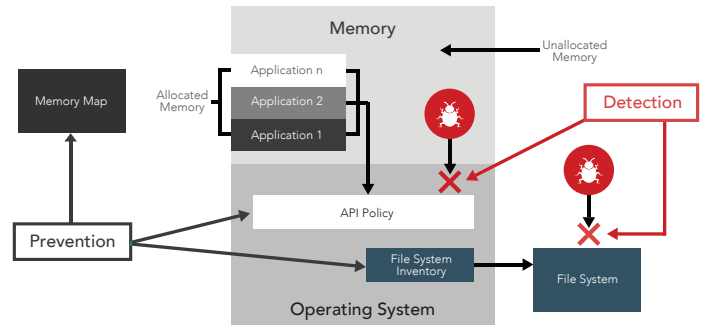 Memory
Unallocated
Memory
Application n
Memory Map
Allocated
Memory
Application 2
Detection
Application 1
API Policy
Prevention
File System
Inventory
File System
Operating System